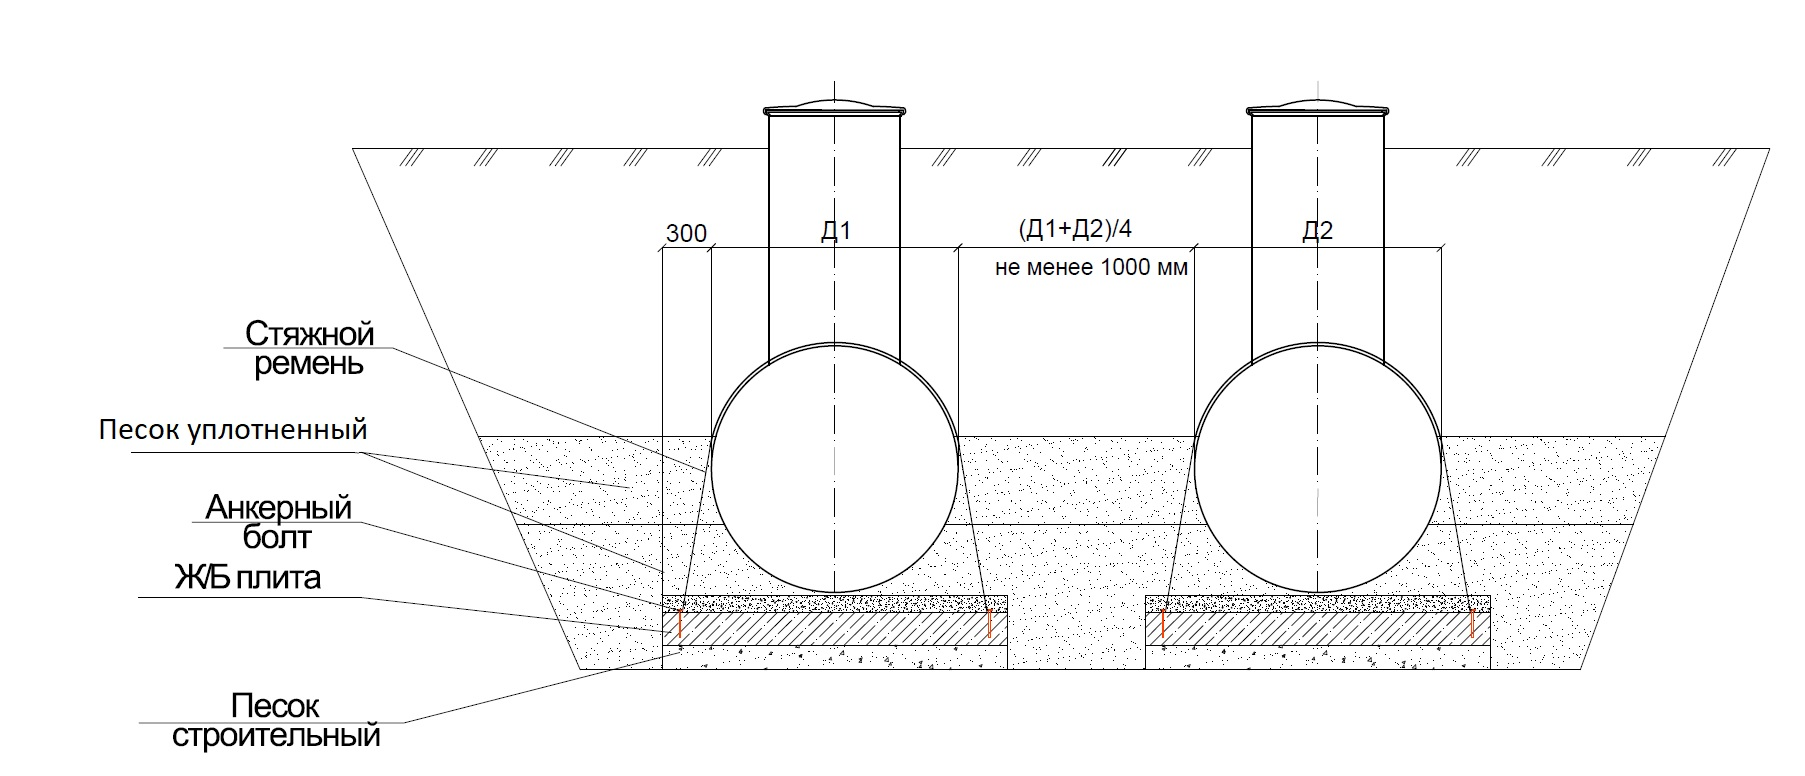 300
Д1
(Д1+Д2)/4
Д2
не менее 1000 мм
Стяжной
ремень
Песок уплотненный
Анкерный
болт
Ж/Б плита
Песок
строительный